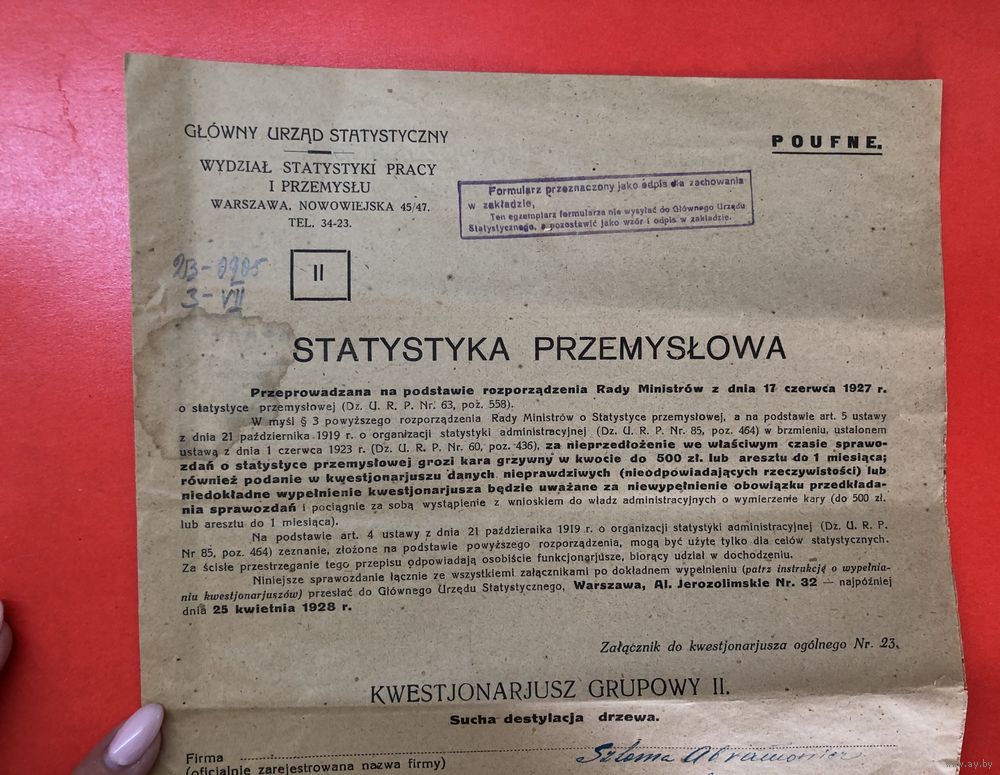 GŁÓWNY URZĄD STATYSTYCZNY
WYDZIAŁ STATYSTYKI PRACY
I PRZEMYSŁU
WARSZAWA, NOWOWIEJSKA 45/47.
TEL. 34-23.
POUFNE.
Formularz przeznaczony jako odpis dla zachowania
w zakładzie,
Ten egzemplarz formularza nie wysyłać do Głównego Urzędu
Statystycznego, a pozostawić jako wzór i odpis w zakładzie.
II
3-VII
STATYSTYKA PRZEMYSŁOWA
Przeprowadzana na podstawie rozporządzenia Rady Ministrów z dnia 17 czerwca 1927 r.
o statystyce przemysłowej (Dz. U. R. P. Nr. 63, poz. 558).
W myśl § 3 powyższego rozporządzenia Rady Ministrów o Statystyce przemysłowej, a na podstawie art. 5 ustawy
z dnia 21 października 1919 r. o organizacji statystyki administracyjnej (Dz. U. R. P. Nr. 85, poz. 464) w brzmieniu, ustalonem
ustawą z dnia 1 czerwca 1923 r. (Dz. U. R. P. Nr. 60, poz. 436), za nieprzedłożenie we właściwym czasie sprawo-
zdań o statystyce przemysłowej grozi kara grzywny w kwocie do 500 zł. lub aresztu do 1 miesiąca;
również podanie w kwestjonarjuszu danych nieprawdziwych (nieodpowiadających rzeczywistości) lub
niedokładne wypełnienie kwestjonarjusza będzie uważane za niewypełnienie obowiązku przedkłada-
nia sprawozdań i pociągnie za sobą wystąpienie z wnioskiem do władz administracyjnych o wymierzenie kary (do 500 zł.
lub aresztu do 1 miesiąca).
Na podstawie art. 4 ustawy z dnia 21 października 1919 r. o organizacji statystyki administracyjnej (Dz. U. R. P.
Nr 85, poz. 464) zeznanie, złożone na podstawie powyższego rozporządzenia, mogą być użyte tylko dla celów statystycznych.
Za ścisłe przestrzeganie tego przepisu odpowiadają osobiście funkcjonarjusze, biorący udział w dochodzeniu.
Niniejsze sprawozdanie łącznie ze wszystkiemi załącznikami po dokładnem wypełnieniu (patrz instrukcję o wypełnia-
niu kwestjonarjuszów) przesłać do Głównego Urzędu Statystycznego, Warszawa, Al. Jerozolimskie Nr. 32 — najpóźniej
dnia 25 kwietnia 1928 r.
Załącznik do kwestjonarjusza ogólnego Nr. 23.
KWESTJONARJUSZ GRUPOWY II.
Sucha destylacja drzewa.
Firma Szloma Abramowicz
(oficjalnie zarejestrowana nazwa firmy)
www.ay.by